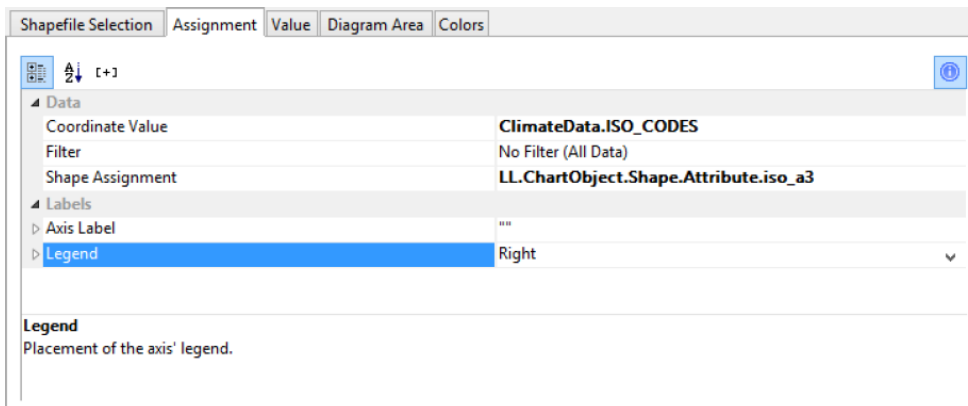 Shapefile Selection Assignment Value Diagram Area Colors
A Z [+]
Data
Coordinate Value ClimateData.ISO_CODES
Filter No Filter (All Data)
Shape Assignment LL.ChartObject.Shape.Attribute.iso_a3
Labels
Axis Label ""
Legend Right
Legend
Placement of the axis' legend.